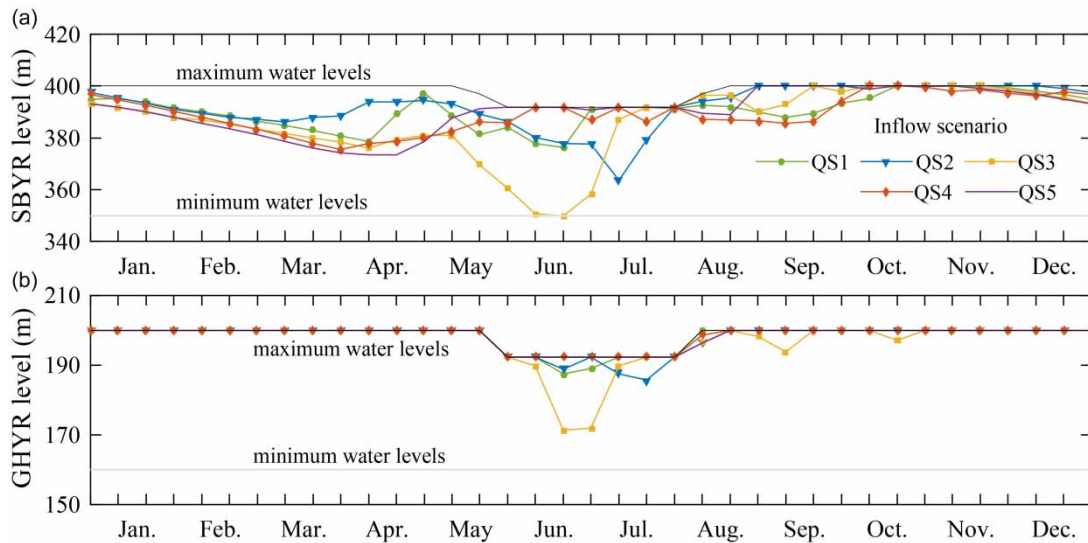 (a)
420
400
380
360
340
SBYR level (m)
maximum water levels
minimum water levels
Inflow scenario
QS1 QS2 QS3
QS4 QS5
Jan. Feb. Mar. Apr. May Jun. Jul. Aug. Sep. Oct. Nov. Dec.
(b)
210
190
170
150
GHYR level (m)
maximum water levels
minimum water levels
Jan. Feb. Mar. Apr. May Jun. Jul. Aug. Sep. Oct. Nov. Dec.